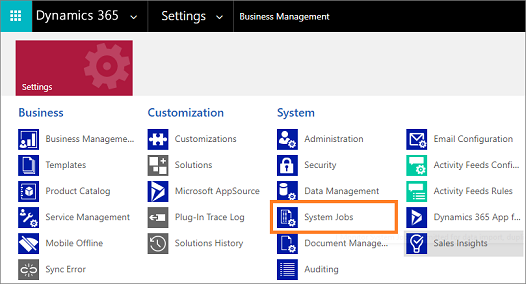 Dynamics 365 Settings Business Management
Settings
Business Customization System
Business Manageme... Customizations Administration Email Configuration
Templates Solutions Security Activity Feeds Confi...
Product Catalog Microsoft AppSource Data Management Activity Feeds Rules
Service Management Plug-In Trace Log System Jobs Dynamics 365 App f...
Mobile Offline Solutions History Document Manage... Sales Insights
Sync Error Auditing